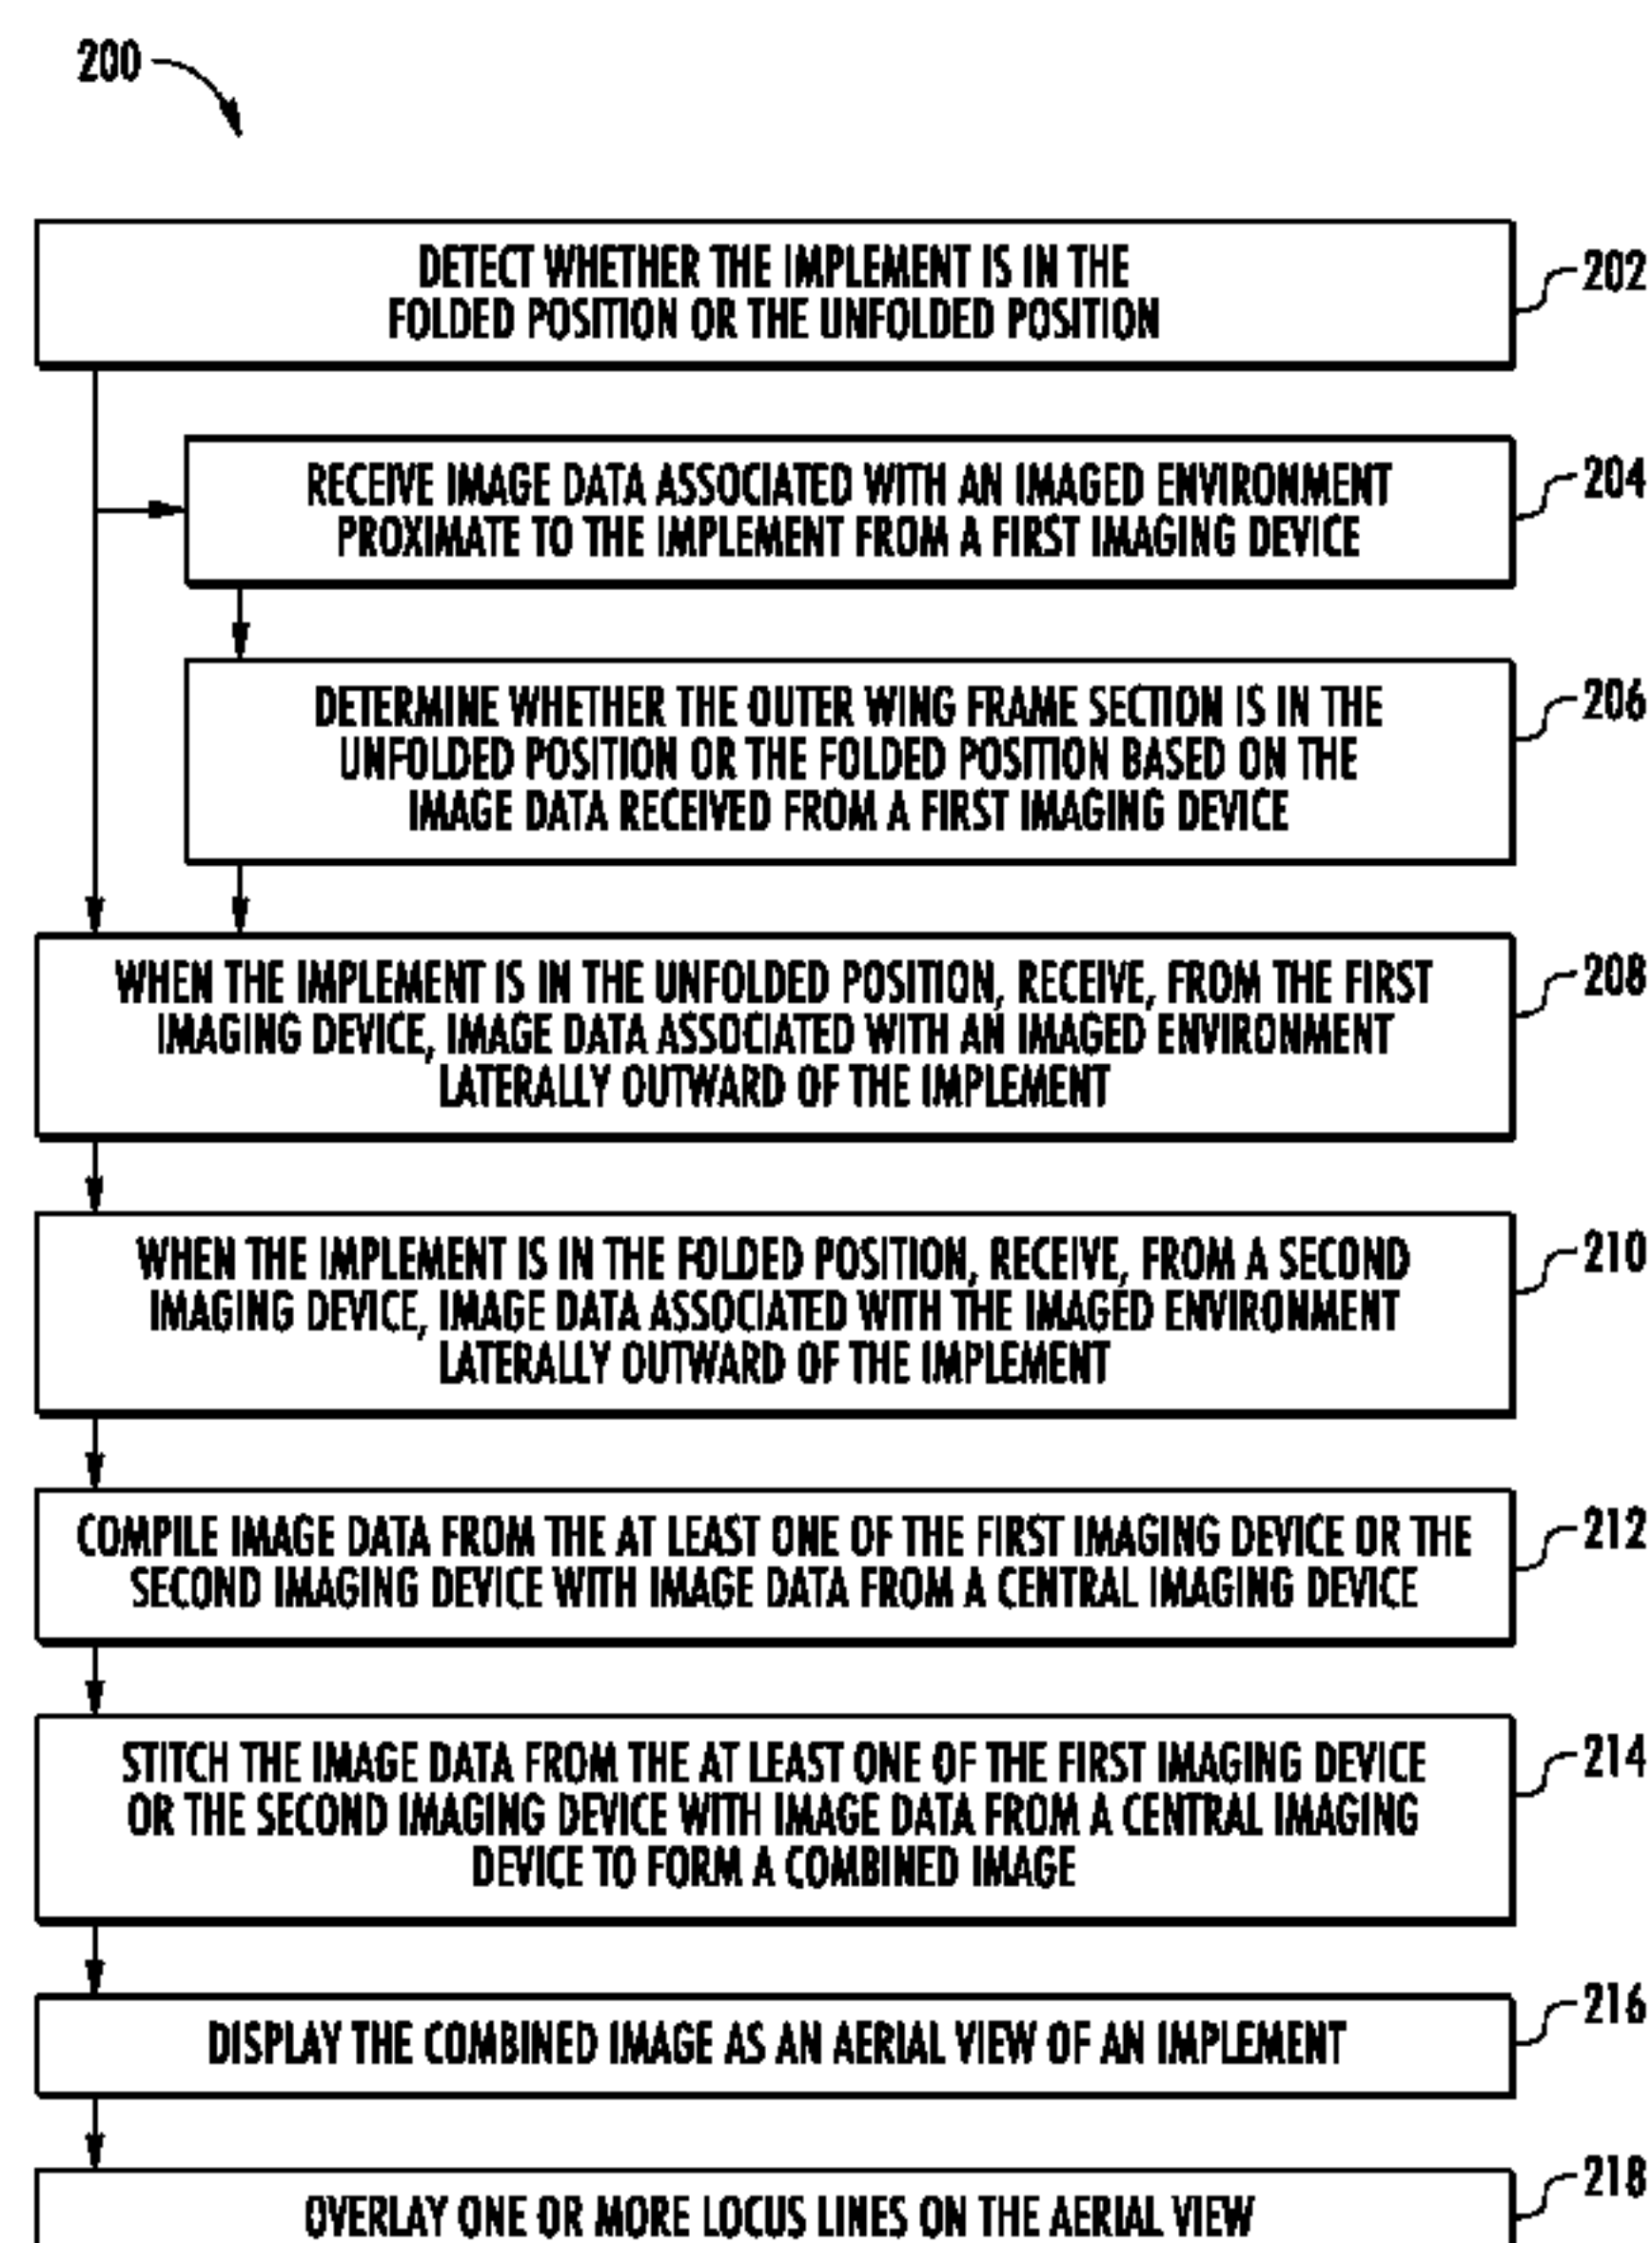 200
DETECT WHETHER THE IMPLEMENT IS IN THE
FOLDED POSITION OR THE UNFOLDED POSITION
202
RECEIVE IMAGE DATA ASSOCIATED WITH AN IMAGED ENVIRONMENT
PROXIMATE TO THE IMPLEMENT FROM A FIRST IMAGING DEVICE
204
DETERMINE WHETHER THE OUTER WING FRAME SECTION IS IN THE
UNFOLDED POSITION OR THE FOLDED POSITION BASED ON THE
IMAGE DATA RECEIVED FROM A FIRST IMAGING DEVICE
206
WHEN THE IMPLEMENT IS IN THE UNFOLDED POSITION, RECEIVE, FROM THE FIRST
IMAGING DEVICE, IMAGE DATA ASSOCIATED WITH AN IMAGED ENVIRONMENT
LATERALLY OUTWARD OF THE IMPLEMENT
208
WHEN THE IMPLEMENT IS IN THE FOLDED POSITION, RECEIVE, FROM A SECOND
IMAGING DEVICE, IMAGE DATA ASSOCIATED WITH THE IMAGED ENVIRONMENT
LATERALLY OUTWARD OF THE IMPLEMENT
210
COMPILE IMAGE DATA FROM THE AT LEAST ONE OF THE FIRST IMAGING DEVICE OR THE
SECOND IMAGING DEVICE WITH IMAGE DATA FROM A CENTRAL IMAGING DEVICE
212
STITCH THE IMAGE DATA FROM THE AT LEAST ONE OF THE FIRST IMAGING DEVICE
OR THE SECOND IMAGING DEVICE WITH IMAGE DATA FROM A CENTRAL IMAGING
DEVICE TO FORM A COMBINED IMAGE
214
DISPLAY THE COMBINED IMAGE AS AN AERIAL VIEW OF AN IMPLEMENT
216
OVERLAY ONE OR MORE LOCUS LINES ON THE AERIAL VIEW
218